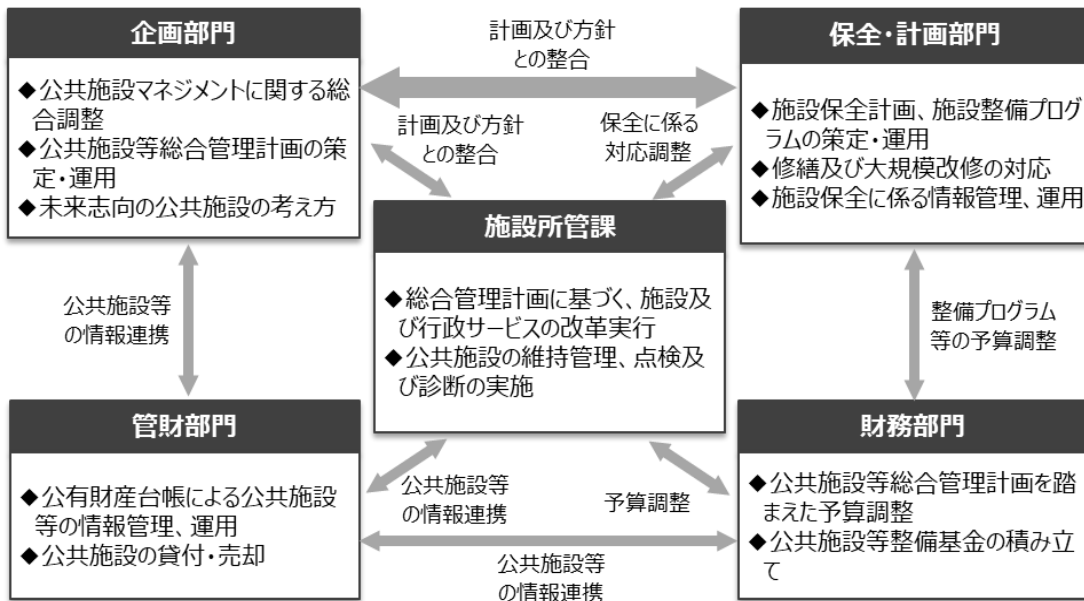 企画部門
◆公共施設マネジメントに関する総
合調整
◆公共施設等総合管理計画の策
定・運用
◆未来志向の公共施設の考え方
計画及び方針
との整合
保全・計画部門
◆施設保全計画、施設整備プログ
ラムの策定・運用
◆修繕及び大規模改修の対応
◆施設保全に係る情報管理、運用
計画及び方針
との整合
保全に係る
対応調整
施設所管課
◆総合管理計画に基づく、施設及
び行政サービスの改革実行
◆公共施設の維持管理、点検及
び診断の実施
公共施設等
の情報連携
整備プログラム
等の予算調整
管財部門
◆公有財産台帳による公共施設
等の情報管理、運用
◆公共施設の貸付・売却
公共施設等
の情報連携
予算調整
財務部門
◆公共施設等総合管理計画を踏
まえた予算調整
◆公共施設等整備基金の積み立
て
公共施設等
の情報連携